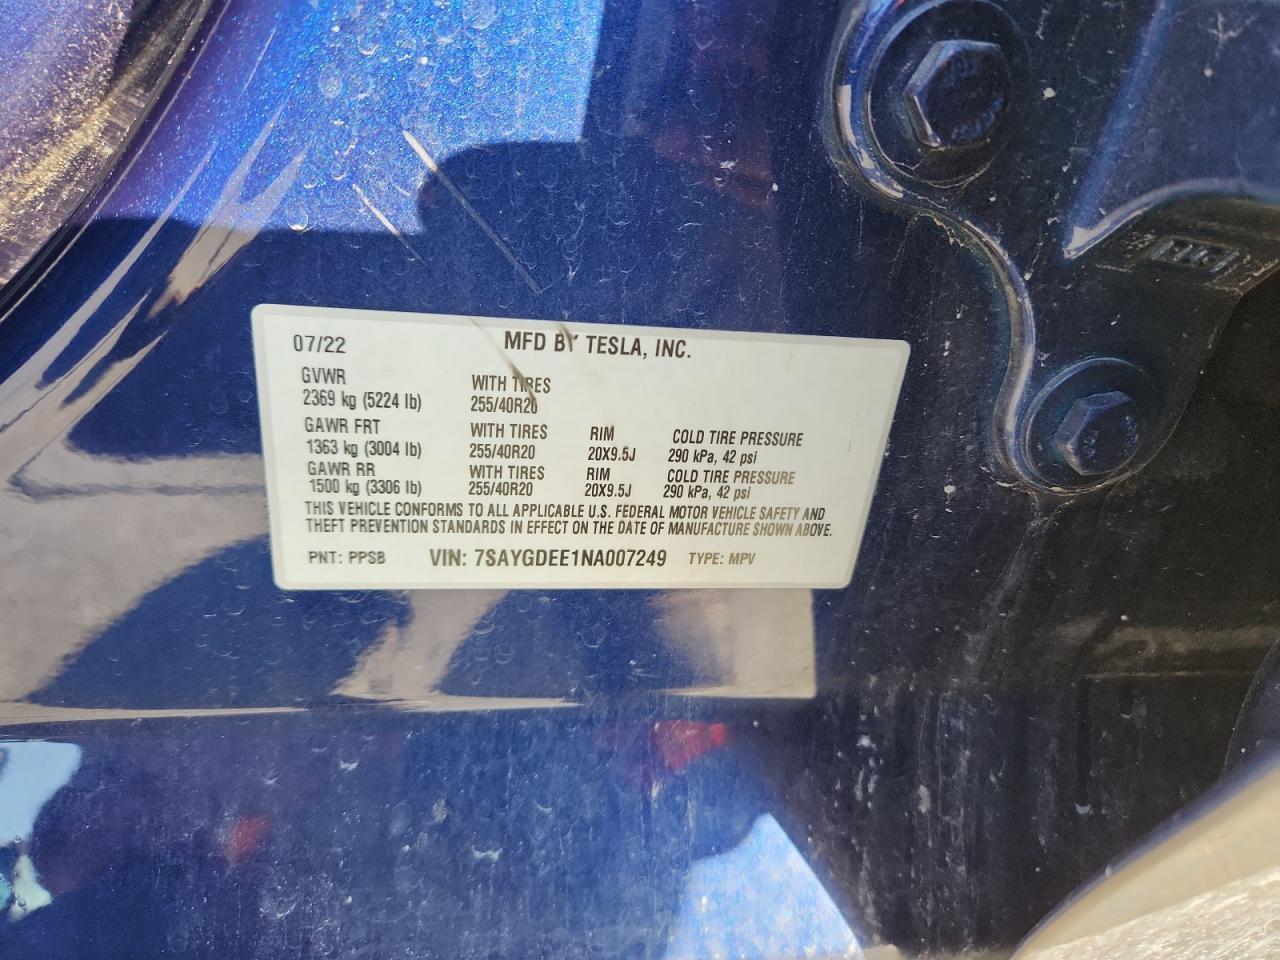 07/22 MFD BY TESLA, INC.
GVWR WITH TIRES
2369 kg (5224 lb) 255/40R20
GAWR FRT WITH TIRES RIM COLD TIRE PRESSURE
1363 kg (3004 lb) 255/40R20 20X9.5J 290 kPa, 42 psi
GAWR RR WITH TIRES RIM COLD TIRE PRESSURE
1500 kg (3306 lb) 255/40R20 20X9.5J 290 kPa, 42 psi
THIS VEHICLE CONFORMS TO ALL APPLICABLE U.S. FEDERAL MOTOR VEHICLE SAFETY AND
THEFT PREVENTION STANDARDS IN EFFECT ON THE DATE OF MANUFACTURE SHOWN ABOVE.
PNT: PPSB VIN: 7SAYGDEE1NA007249 TYPE: MPV